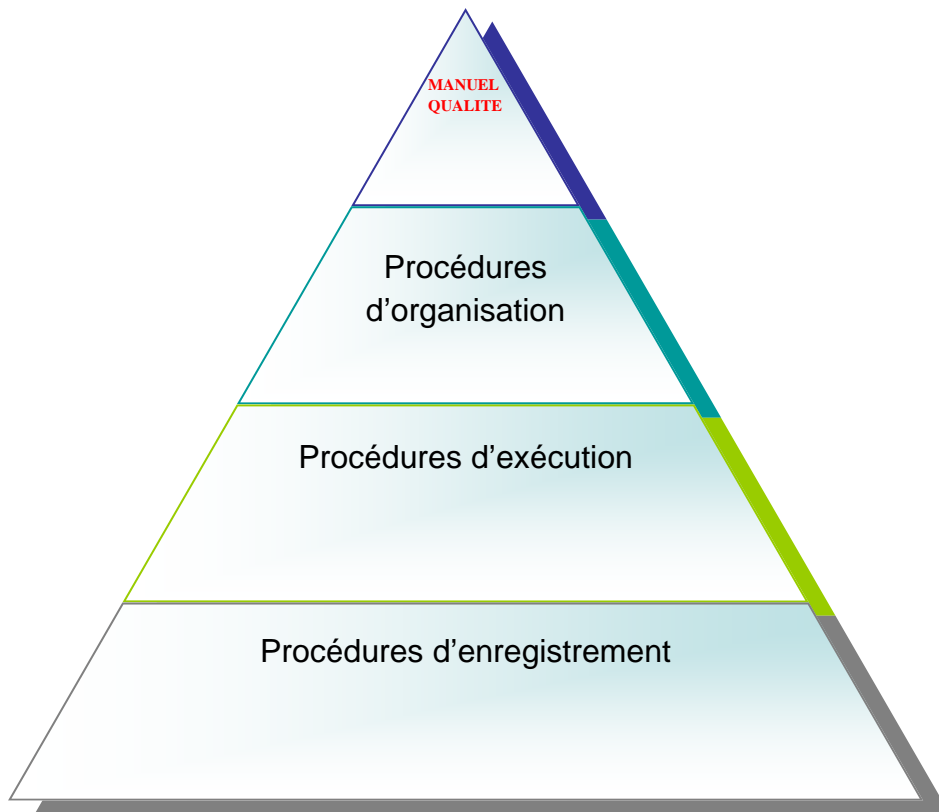 MANUEL
QUALITE
Procédures
d’organisation
Procédures d’exécution
Procédures d’enregistrement